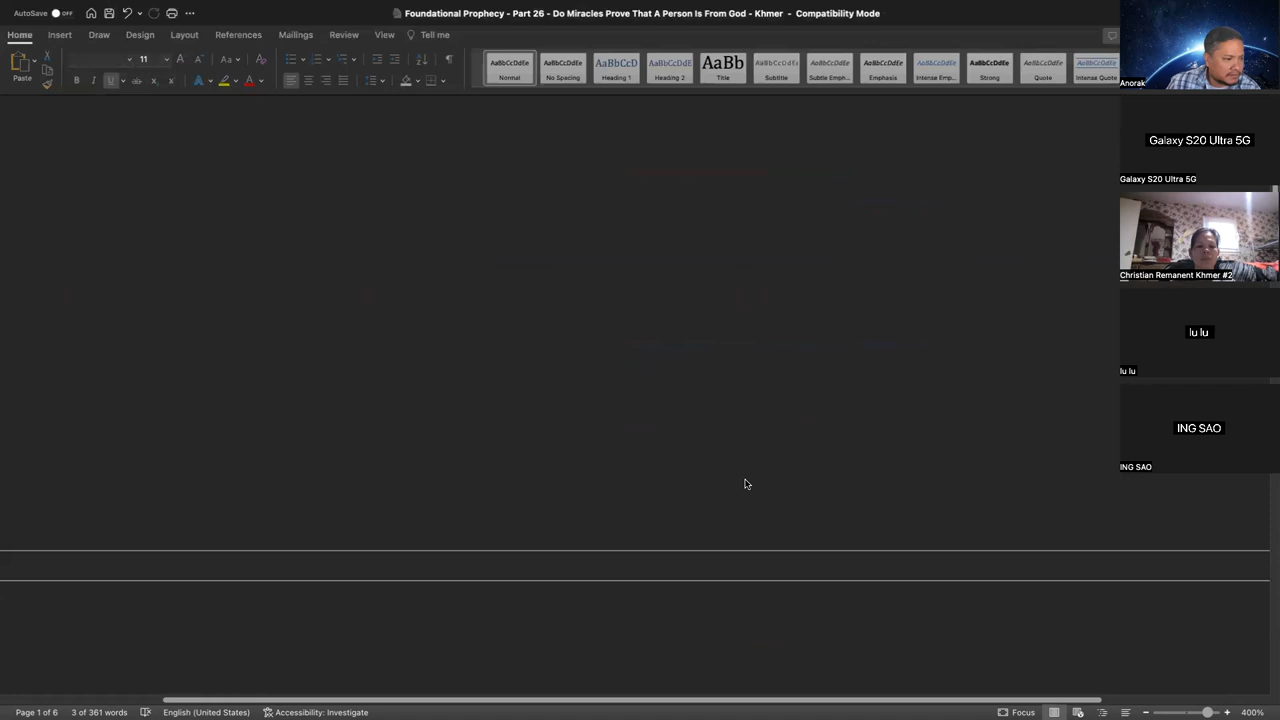 AutoSave OFF
Foundational Prophecy - Part 26 - Do Miracles Prove That A Person Is From God - Khmer - Compatibility Mode
Home Insert Draw Design Layout References Mailings Review View Tell me
Paste
11
AaBbCcDdEe AaBbCcDdEe AaBbCcD AaBbCcDdE AaBb AaBbCcDdEe AaBbCcDdEe AaBbCcDdEe AaBbCcDdEe AaBbCcDdEe AaBbCcDdEe AaBbCcDdEe
Normal No Spacing Heading 1 Heading 2 Title Subtitle Subtle Emph... Emphasis Intense Emp... Strong Quote Intense Quote
Anorak
Galaxy S20 Ultra 5G
Galaxy S20 Ultra 5G
Christian Remanent Khmer #2
lu lu
lu lu
ING SAO
ING SAO
Page 1 of 6 3 of 361 words English (United States) Accessibility: Investigate Focus 400%